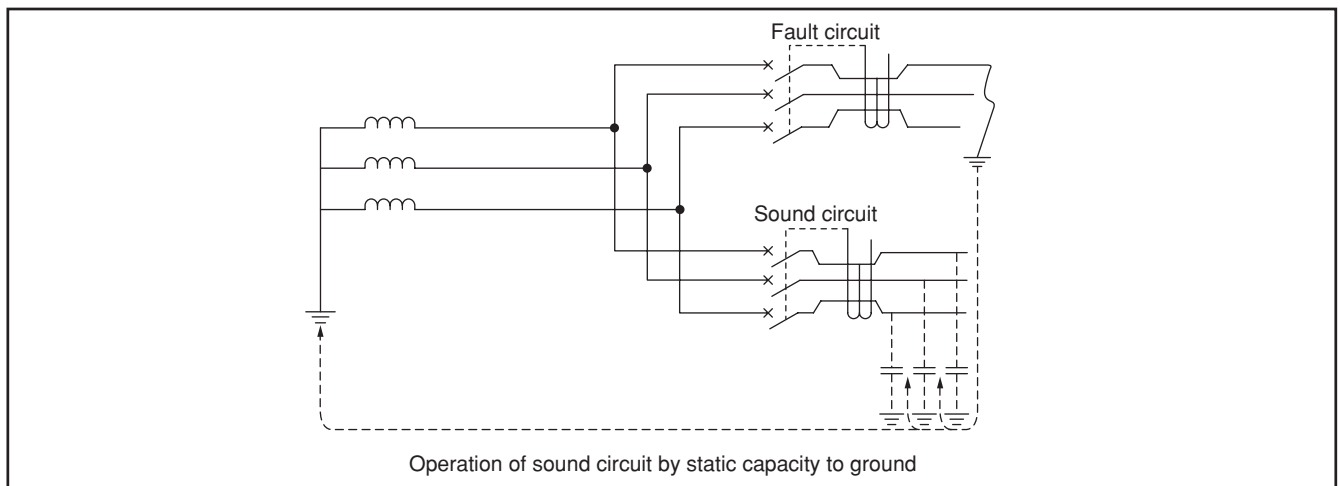 Fault circuit
Sound circuit
Operation of sound circuit by static capacity to ground